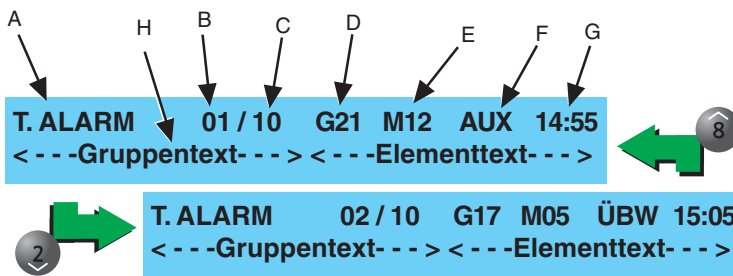 A H B C D E F G
T. ALARM 01 / 10 G21 M12 AUX 14:55
< - - -Gruppentext- - - > < - - -Elementtext- - - >
8
T. ALARM 02 / 10 G17 M05 ÜBW 15:05
< - - -Gruppentext- - - > < - - -Elementtext- - - >
2